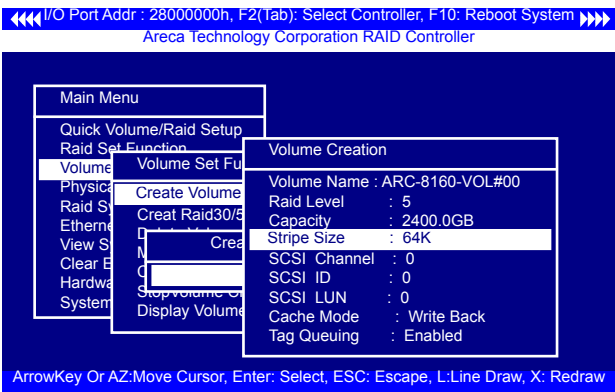 I/O Port Addr : 28000000h, F2(Tab): Select Controller, F10: Reboot System
Areca Technology Corporation RAID Controller
Main Menu
Quick Volume/Raid Setup
Raid Set Function
Volume
Physica
Raid Sy
Etherne
View S
Clear E
Hardwa
System
Volume Set Fu
Create Volume
Creat Raid30/5
Display Volume
Crea
Volume Creation
Volume Name : ARC-8160-VOL#00
Raid Level : 5
Capacity : 2400.0GB
Stripe Size : 64K
SCSI Channel : 0
SCSI ID : 0
SCSI LUN : 0
Cache Mode : Write Back
Tag Queuing : Enabled
ArrowKey Or AZ:Move Cursor, Enter: Select, ESC: Escape, L:Line Draw, X: Redraw